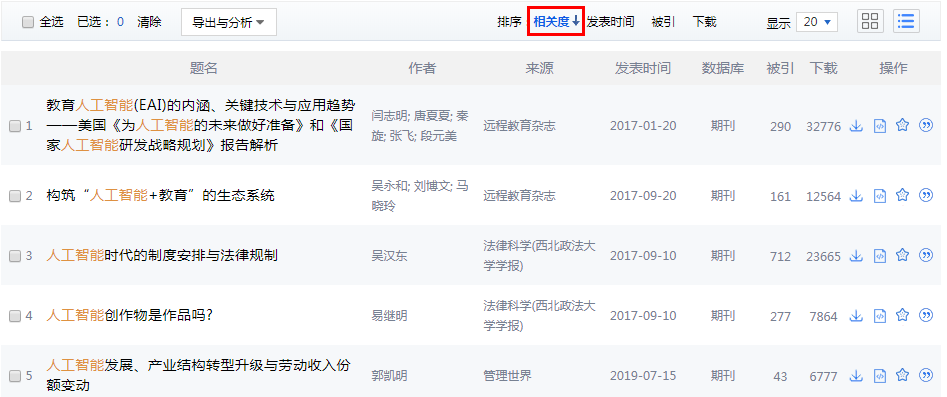 全选 已选： 0 清除 导出与分析 排序： 相关度 发表时间 被引 下载 显示 20
题名 作者 来源 发表时间 数据库 被引 下载 操作
1 教育人工智能(EAI)的内涵、关键技术与应用趋势
——美国《为人工智能的未来做好准备》和《国
家人工智能研发战略规划》报告解析
闫志明; 唐夏夏; 秦
旋; 张飞; 段元美
远程教育杂志 2017-01-20 期刊 290 32776
2 构筑“人工智能+教育”的生态系统
吴永和; 刘博文; 马
晓玲
远程教育杂志 2017-09-20 期刊 161 12564
3 人工智能时代的制度安排与法律规制 吴汉东
法律科学(西北政法大
学学报)
2017-09-10 期刊 712 23665
4 人工智能创作物是作品吗? 易继明
法律科学(西北政法大
学学报)
2017-09-10 期刊 277 7864
5 人工智能发展、产业结构转型升级与劳动收入份
额变动
郭凯明 管理世界 2019-07-15 期刊 43 6777